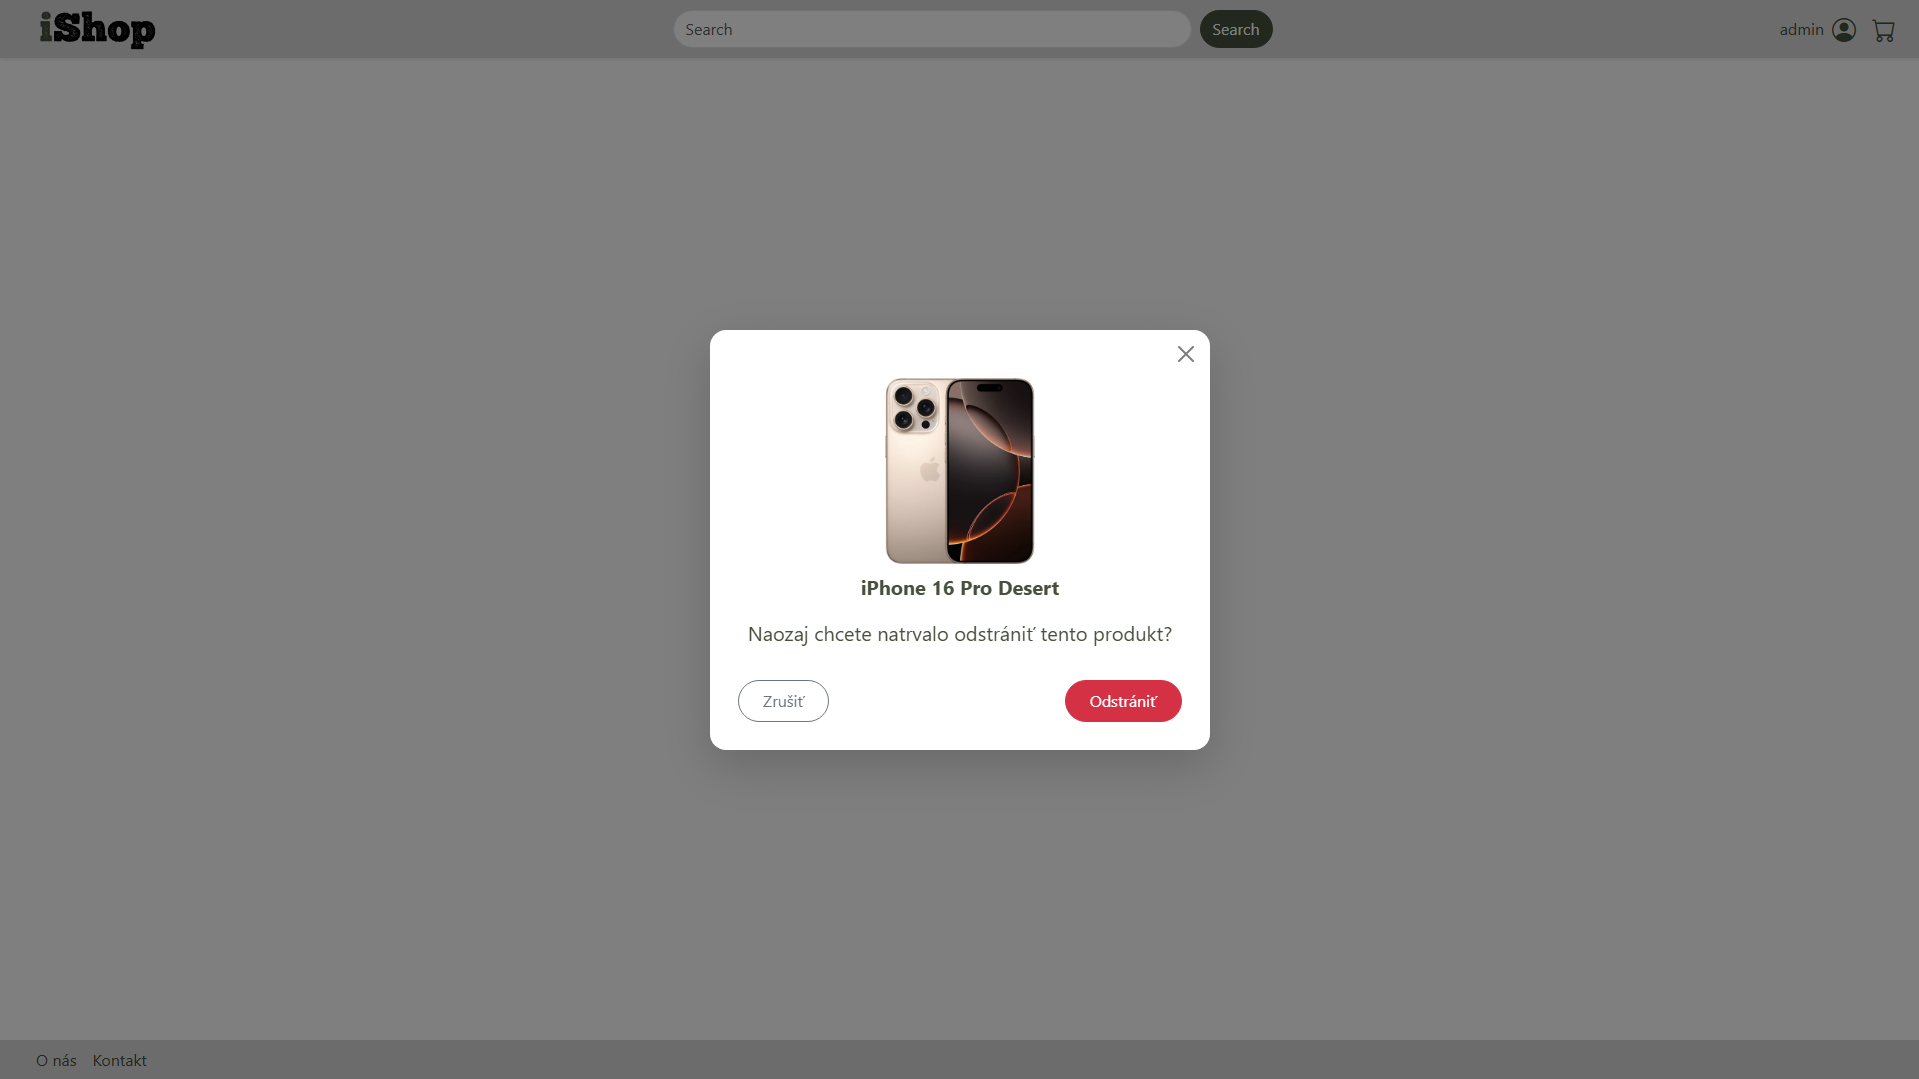 iShop
Search
Search
admin
iPhone 16 Pro Desert
Naozaj chcete natrvalo odstrániť tento produkt?
Zrušiť
Odstrániť
O nás
Kontakt